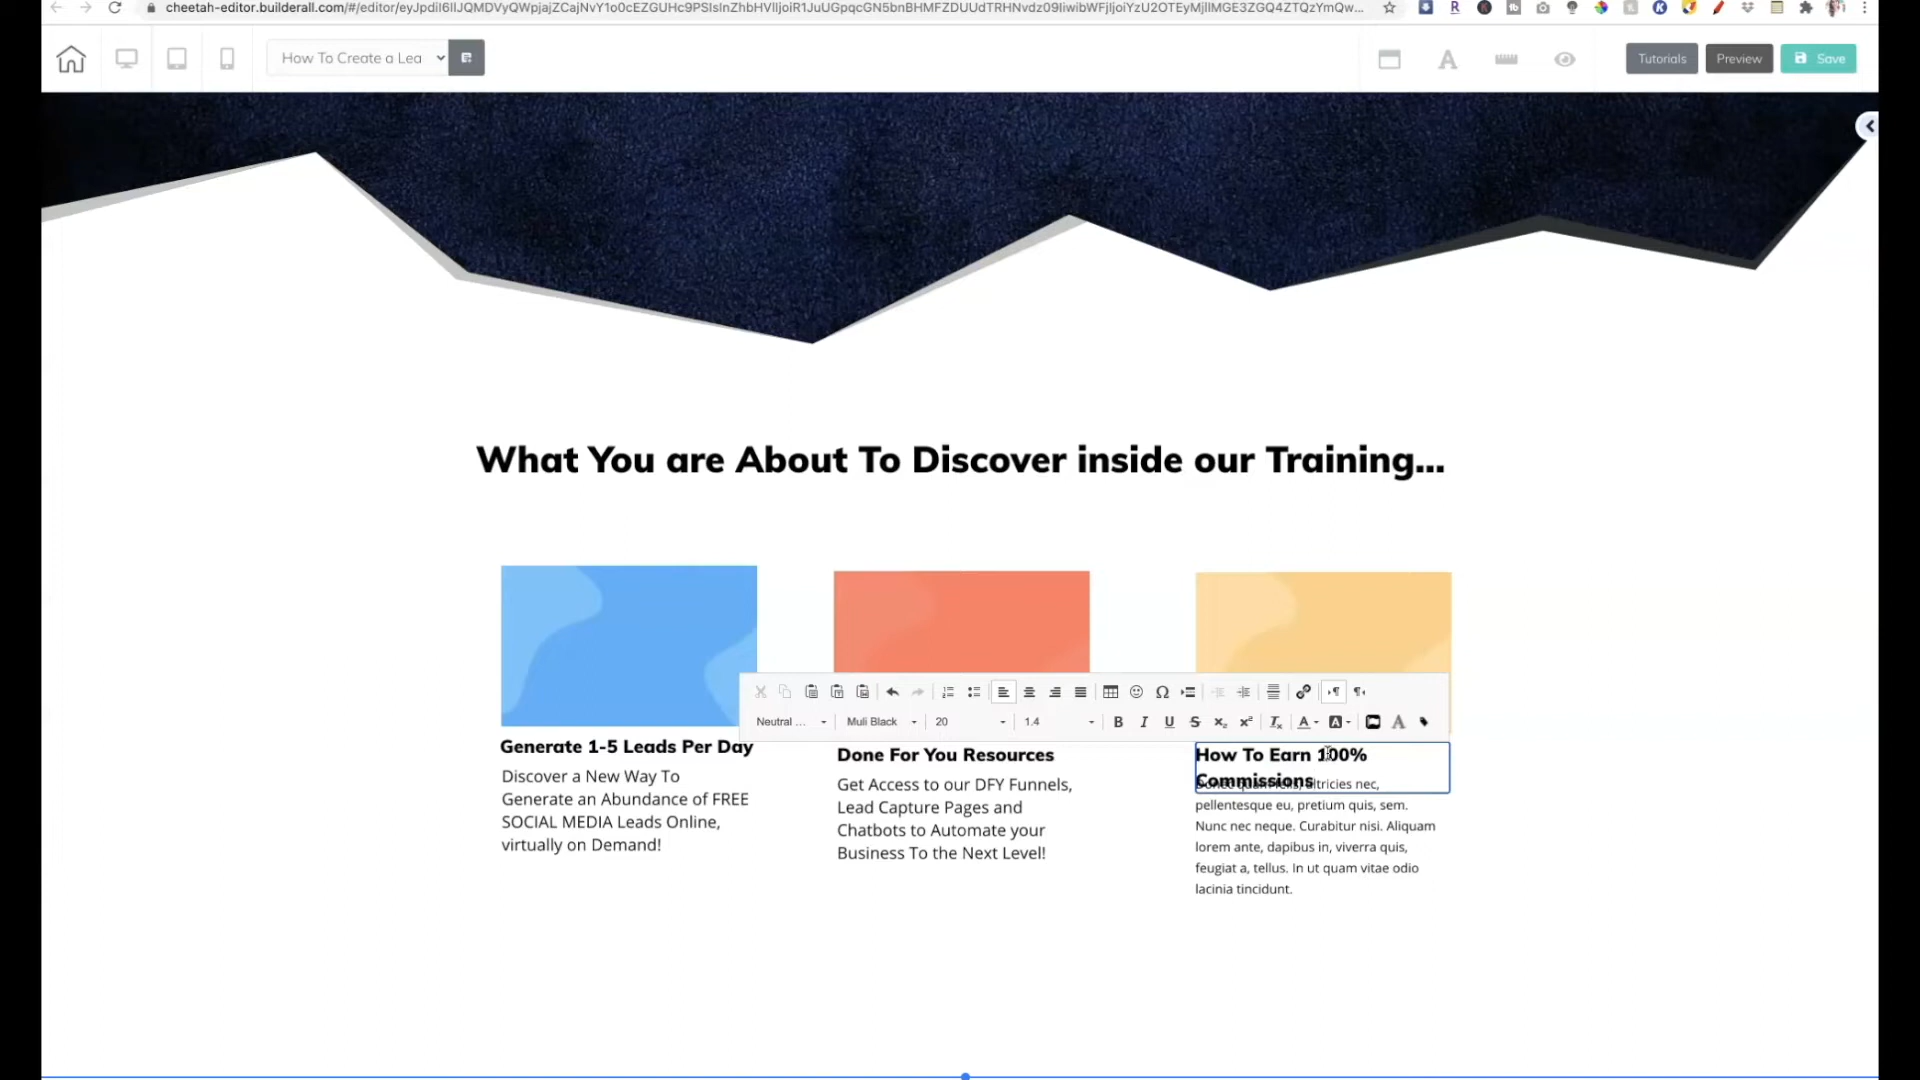 cheetah-editor.builderall.com/#/editor/
How To Create a Lea
Tutorials
Preview
Save
What You are About To Discover inside our Training...
Neutral ...
Muli Black
20
1.4
Generate 1-5 Leads Per Day
Discover a New Way To
Generate an Abundance of FREE
SOCIAL MEDIA Leads Online,
virtually on Demand!
Done For You Resources
Get Access to our DFY Funnels,
Lead Capture Pages and
Chatbots to Automate your
Business To the Next Level!
How To Earn 100%
Commissions
Donec quam felis, ultricies nec,
pellentesque eu, pretium quis, sem.
Nunc nec neque. Curabitur nisi. Aliquam
lorem ante, dapibus in, viverra quis,
feugiat a, tellus. In ut quam vitae odio
lacinia tincidunt.